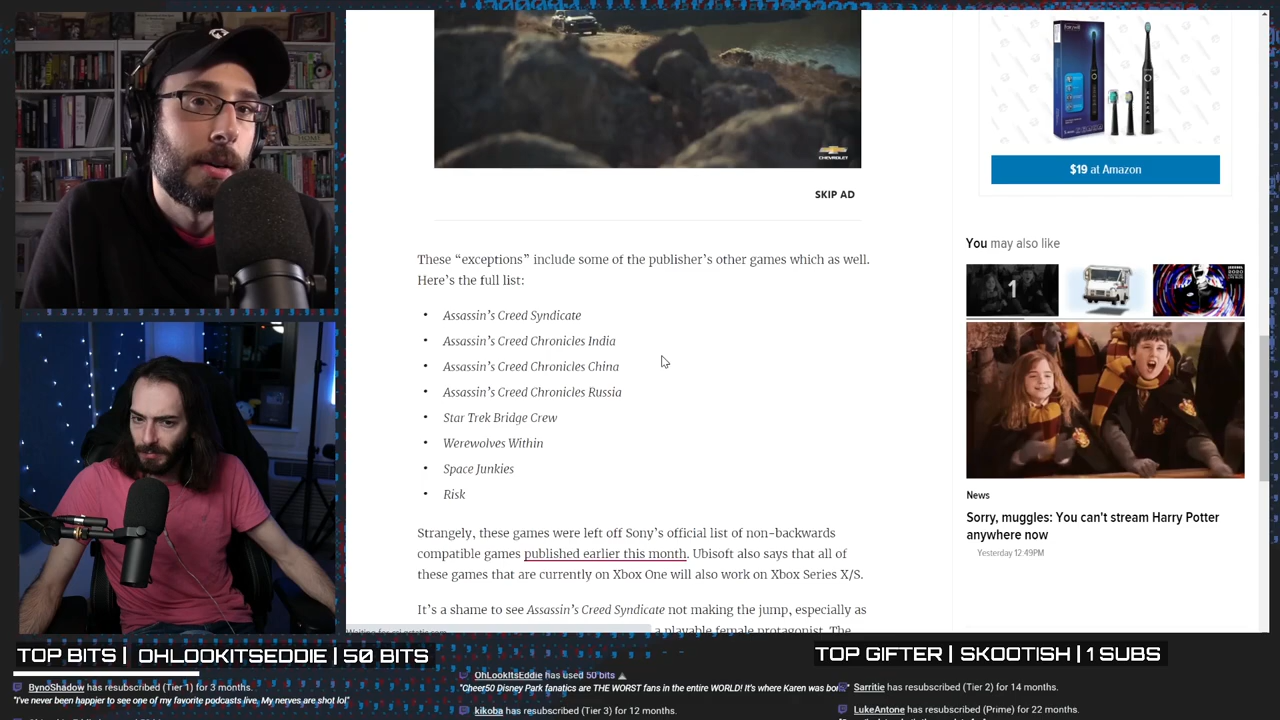 CHEVROLET
SKIP AD
$19 at Amazon
You may also like
1
These “exceptions” include some of the publisher’s other games which as well.
Here’s the full list:
• Assassin’s Creed Syndicate
• Assassin’s Creed Chronicles India
• Assassin’s Creed Chronicles China
• Assassin’s Creed Chronicles Russia
• Star Trek Bridge Crew
• Werewolves Within
• Space Junkies
• Risk
Strangely, these games were left off Sony’s official list of non-backwards
compatible games published earlier this month. Ubisoft also says that all of
these games that are currently on Xbox One will also work on Xbox Series X/S.
It’s a shame to see Assassin’s Creed Syndicate not making the jump, especially as
a playable female protagonist. The
News
Sorry, muggles: You can't stream Harry Potter
anywhere now
Yesterday 12:49PM
HOME
TOP BITS | OHLOOKITSEDDIE | 50 BITS
TOP GIFTER | SKOOTISH | 1 SUBS
BynoShadow has resubscribed (Tier 1) for 3 months.
"I've never been happier to see one of my favorite podcasts live. My nerves are shot lol"
OhLookItsEddie has used 50 bits
"Cheer50 Disney Park fanatics are THE WORST fans in the entire WORLD! It's where Karen was
kikoba has resubscribed (Tier 3) for 12 months.
Sarritie has resubscribed (Tier 2) for 14 months.
LukeAntone has resubscribed (Prime) for 22 months.